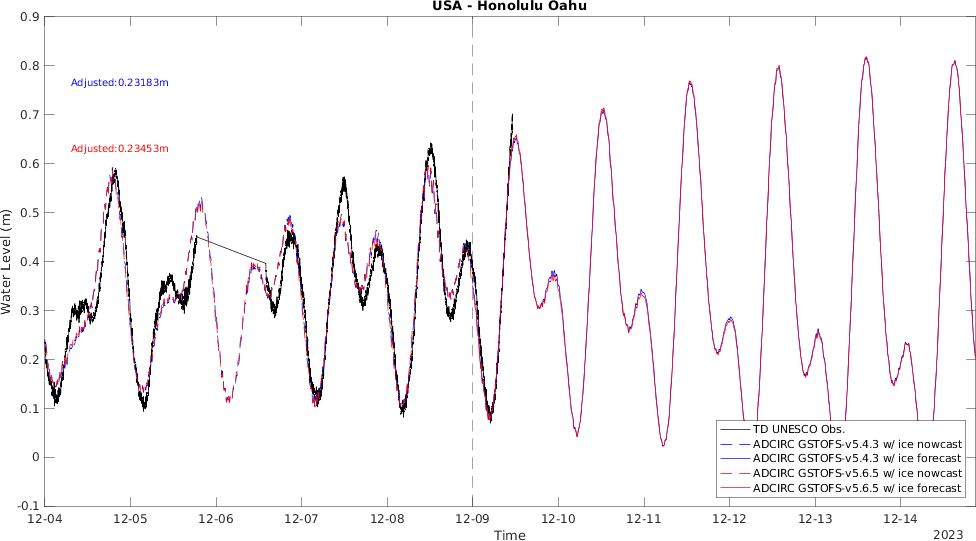 USA - Honolulu Oahu
0.9
0.8
0.7
0.6
0.5
0.4
0.3
0.2
0.1
0
-0.1
Water Level (m)
Adjusted:0.23183m
Adjusted:0.23453m
TD UNESCO Obs.
ADCIRC GSTOFS-v5.4.3 w/ ice nowcast
ADCIRC GSTOFS-v5.4.3 w/ ice forecast
ADCIRC GSTOFS-v5.6.5 w/ ice nowcast
ADCIRC GSTOFS-v5.6.5 w/ ice forecast
12-04 12-05 12-06 12-07 12-08 12-09 12-10 12-11 12-12 12-13 12-14
Time
2023